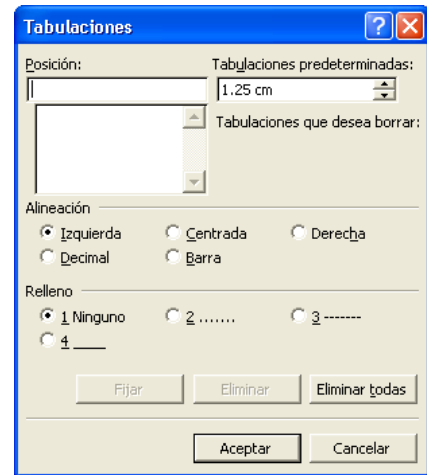 Tabulaciones
Posición: Tabulaciones predeterminadas:
1.25 cm
Tabulaciones que desea borrar:
Alineación
Izquierda Centrada Derecha
Decimal Barra
Relleno
1 Ninguno 2 ....... 3 -------
4 ____
Fijar Eliminar Eliminar todas
Aceptar Cancelar